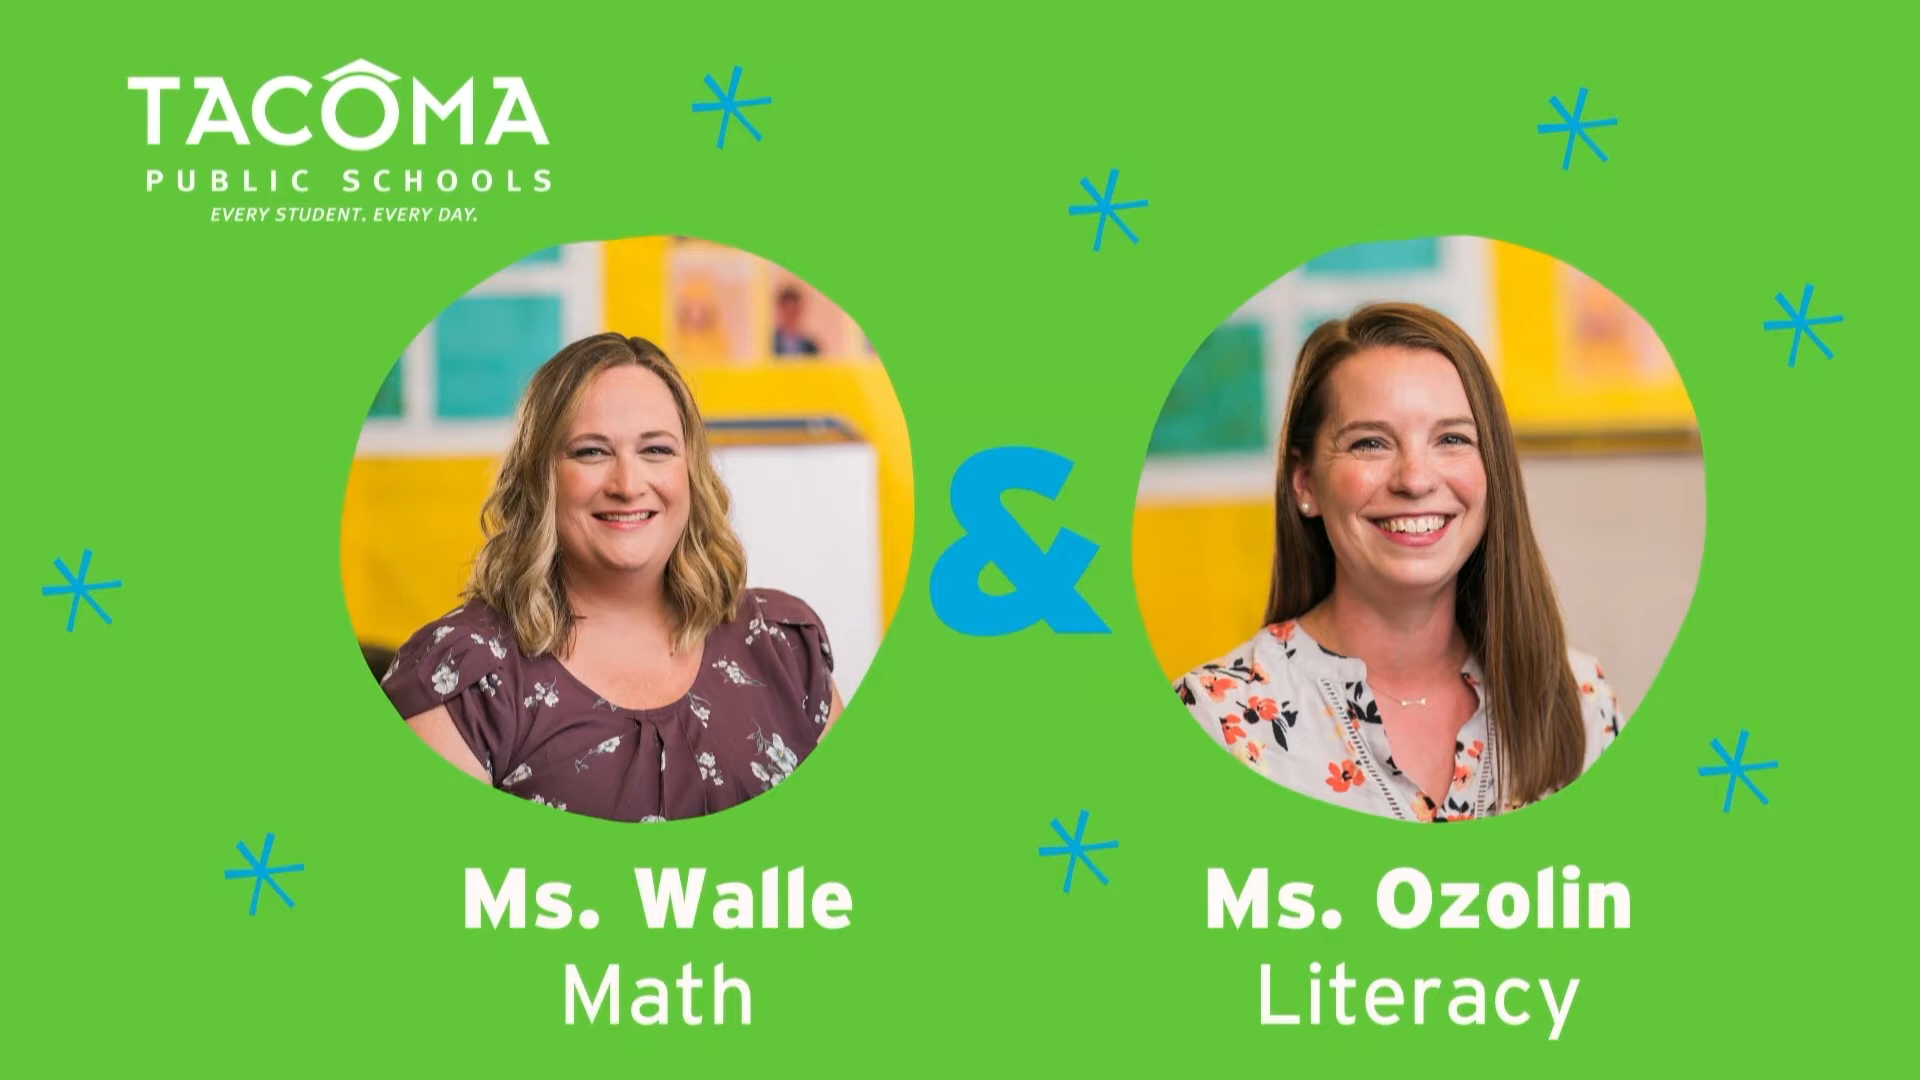 TACOMA
PUBLIC SCHOOLS
EVERY STUDENT. EVERY DAY.
&
Ms. Walle
Math
Ms. Ozolin
Literacy